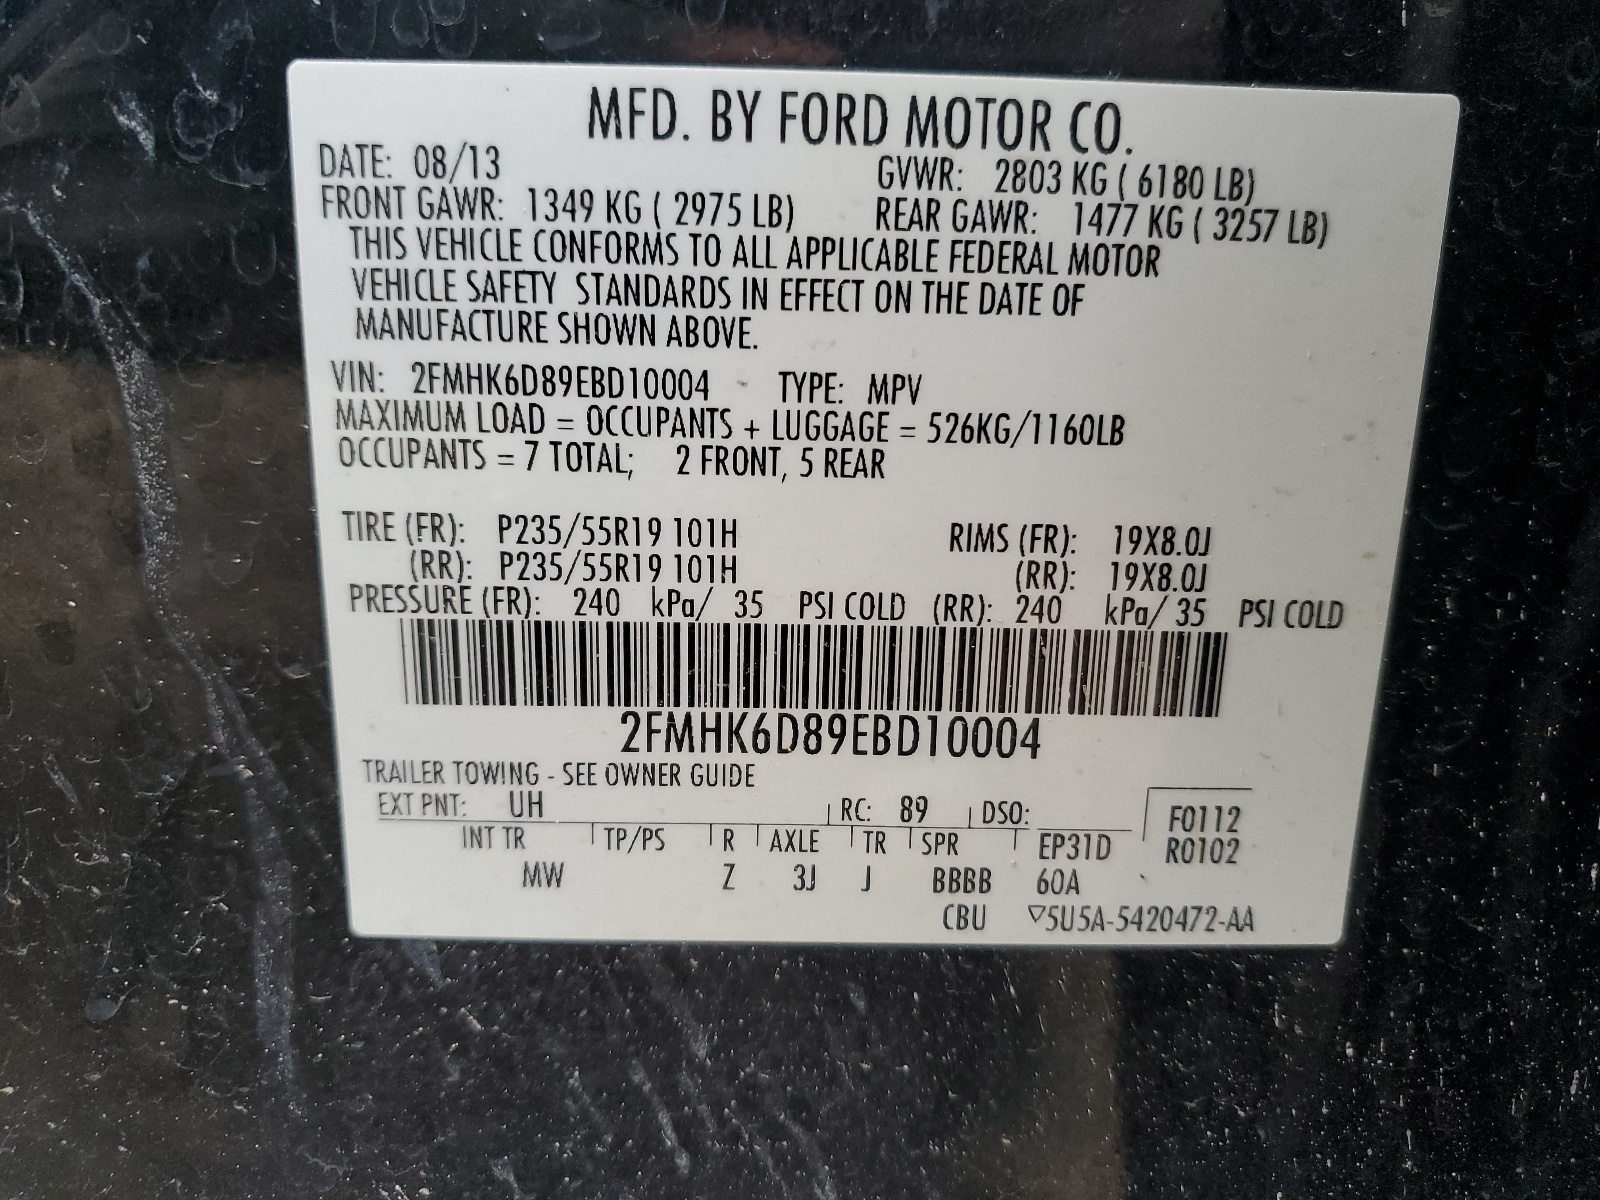 MFD. BY FORD MOTOR CO.
DATE: 08/13 GVWR: 2803 KG ( 6180 LB)
FRONT GAWR: 1349 KG ( 2975 LB) REAR GAWR: 1477 KG ( 3257 LB)
THIS VEHICLE CONFORMS TO ALL APPLICABLE FEDERAL MOTOR
VEHICLE SAFETY STANDARDS IN EFFECT ON THE DATE OF
MANUFACTURE SHOWN ABOVE.
VIN: 2FMHK6D89EBD10004 TYPE: MPV
MAXIMUM LOAD = OCCUPANTS + LUGGAGE = 526KG/1160LB
OCCUPANTS = 7 TOTAL; 2 FRONT, 5 REAR
TIRE (FR): P235/55R19 101H RIMS (FR): 19X8.0J
(RR): P235/55R19 101H (RR): 19X8.0J
PRESSURE (FR): 240 kPa/ 35 PSI COLD (RR): 240 kPa/ 35 PSI COLD
2FMHK6D89EBD10004
TRAILER TOWING - SEE OWNER GUIDE
EXT PNT: UH RC: 89 DSO: F0112
INT TR TP/PS R AXLE TR SPR EP31D R0102
MW Z 3J J BBBB 60A
CBU ▽5U5A-5420472-AA